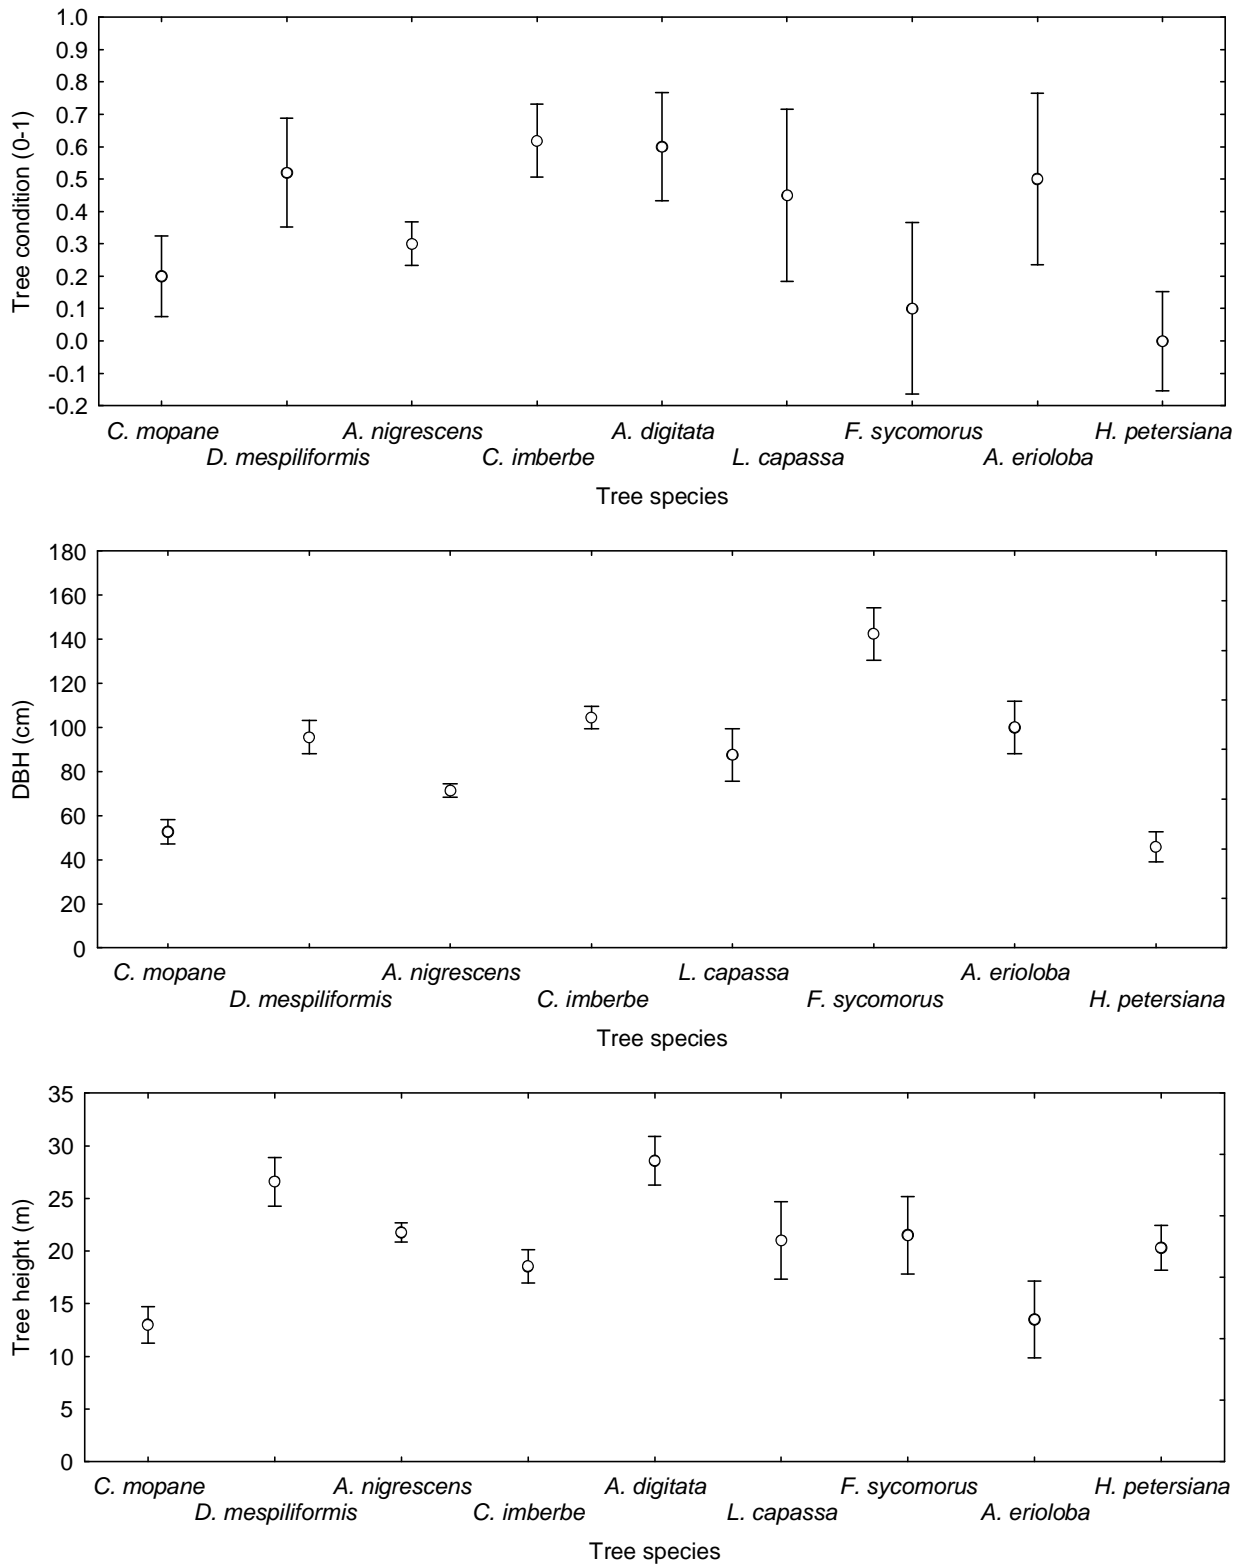 1.0
0.9
0.8
0.7
0.6
0.5
0.4
0.3
0.2
0.1
0.0
-0.1
-0.2
Tree condition (0-1)
C. mopane A. nigrescens A. digitata F. sycomorus H. petersiana
D. mespiliformis C. imberbe L. capassa A. erioloba
Tree species
180
160
140
120
100
80
60
40
20
0
DBH (cm)
C. mopane A. nigrescens L. capassa A. erioloba
D. mespiliformis C. imberbe F. sycomorus H. petersiana
Tree species
35
30
25
20
15
10
5
0
Tree height (m)
C. mopane A. nigrescens A. digitata F. sycomorus H. petersiana
D. mespiliformis C. imberbe L. capassa A. erioloba
Tree species